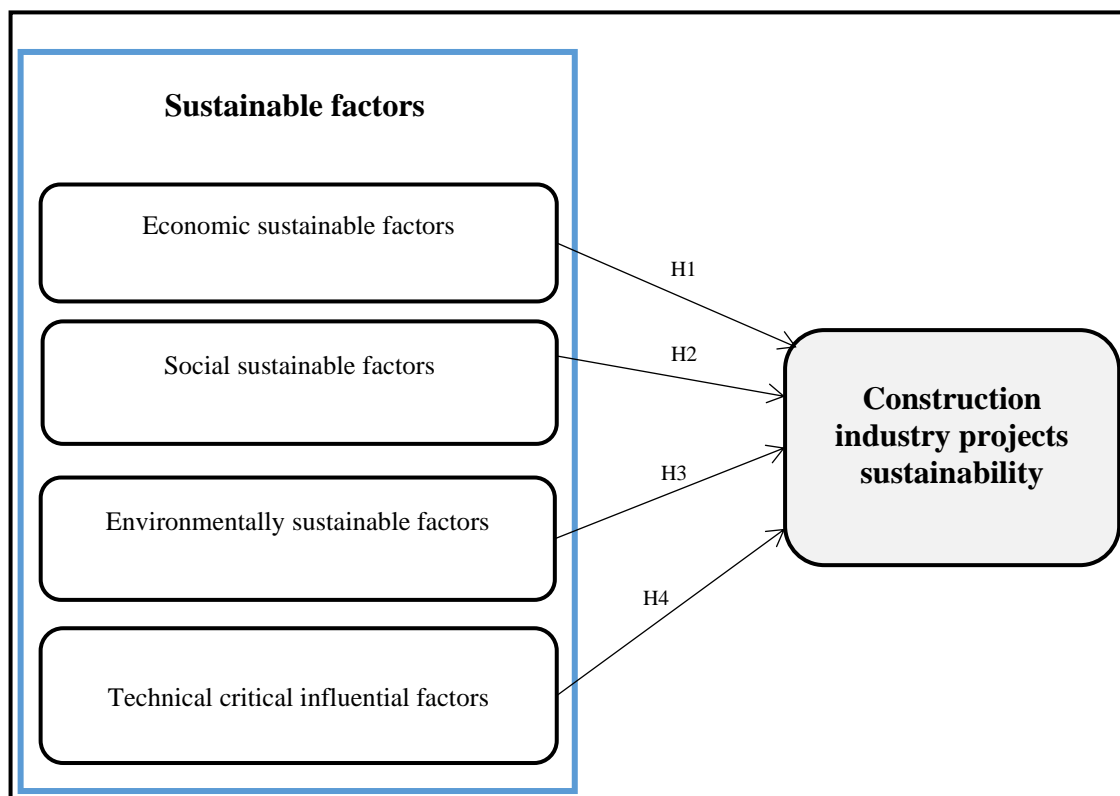 Sustainable factors
Economic sustainable factors
H1
Social sustainable factors
H2
Construction
industry projects
sustainability
Environmentally sustainable factors
H3
H4
Technical critical influential factors